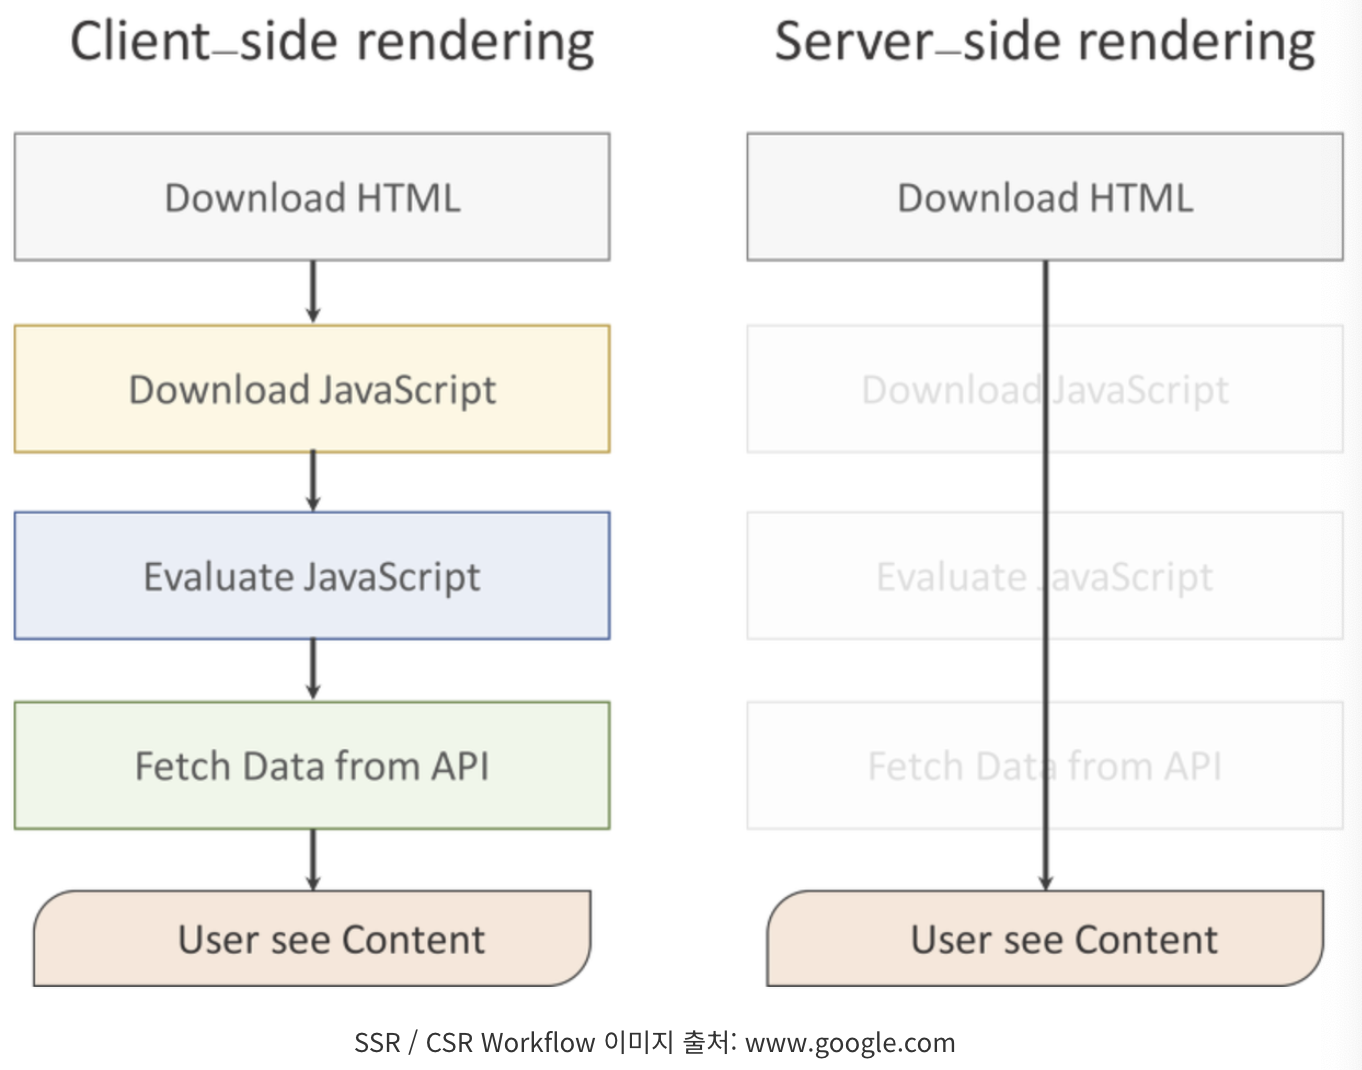 Client–side rendering
Download HTML
Download JavaScript
Evaluate JavaScript
Fetch Data from API
User see Content
Server–side rendering
Download HTML
Download JavaScript
Evaluate JavaScript
Fetch Data from API
User see Content
SSR / CSR Workflow 이미지 출처: www.google.com